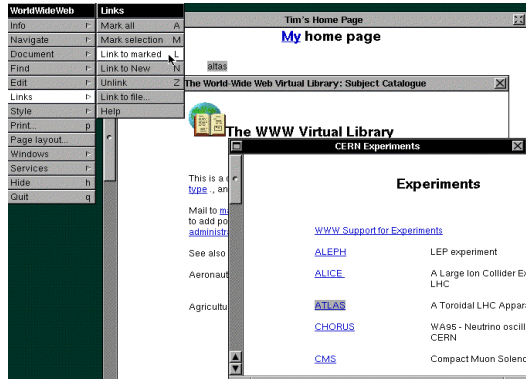 WorldWideWeb
Info
Navigate
Document
Find
Edit
Links
Style
Print... p
Page layout...
Windows
Services
Hide h
Quit q
Links
Mark all A
Mark selection M
Link to marked L
Link to New N
Unlink Z
Link to file...
Help
Tim's Home Page
My home page
altas
The World-Wide Web Virtual Library: Subject Catalogue
The WWW Virtual Library
This is a
type ., an
Mail to
to add po
administr
See also
Aeronaut
Agricultu
CERN Experiments
Experiments
WWW Support for Experiments
ALEPH LEP experiment
ALICE A Large Ion Collider Ex
LHC
ATLAS A Toroidal LHC Appar
CHORUS WA95 - Neutrino oscill
CERN
CMS Compact Muon Solenc